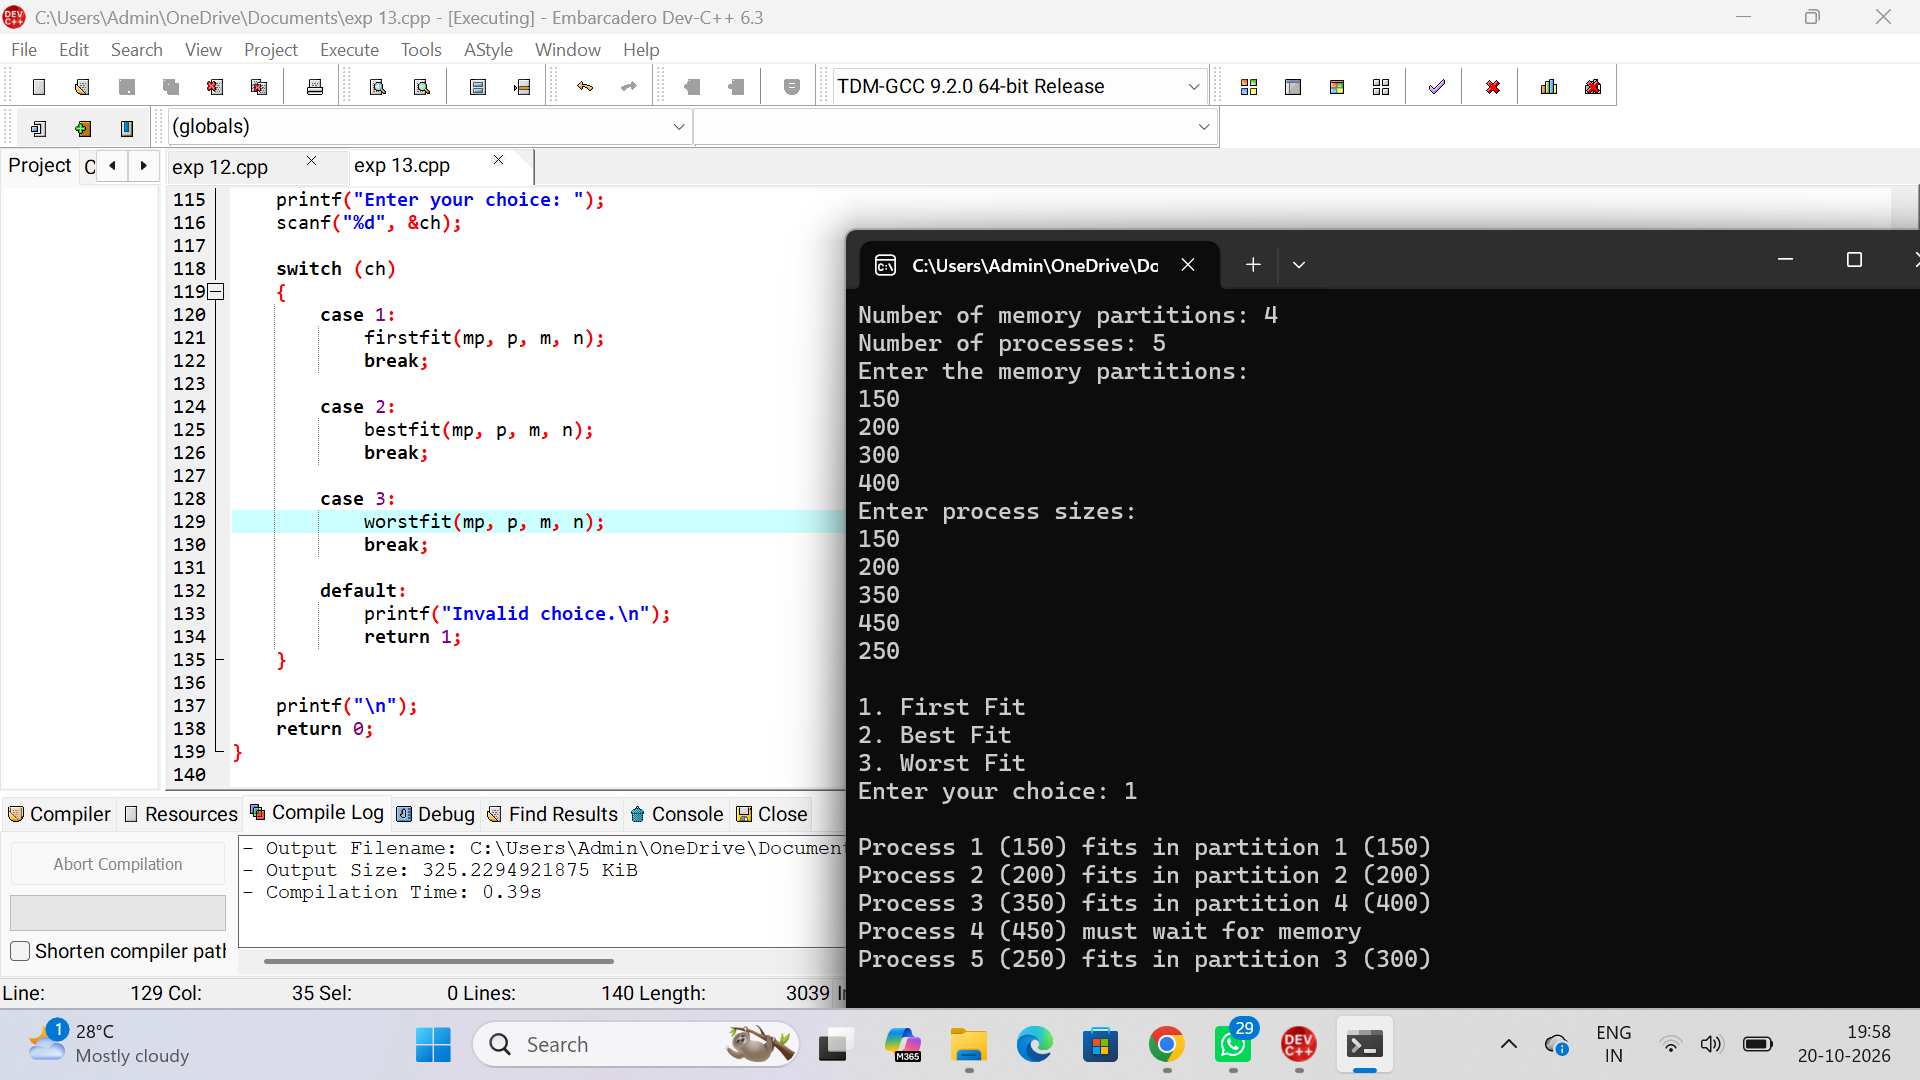 C:\Users\Admin\OneDrive\Documents\exp 13.cpp - [Executing] - Embarcadero Dev-C++ 6.3
File Edit Search View Project Execute Tools AStyle Window Help
TDM-GCC 9.2.0 64-bit Release
(globals)
Project C exp 12.cpp exp 13.cpp
115 printf("Enter your choice: ");
116 scanf("%d", &ch);
117
118 switch (ch)
119 {
120 case 1:
121 firstfit(mp, p, m, n);
122 break;
123
124 case 2:
125 bestfit(mp, p, m, n);
126 break;
127
128 case 3:
129 worstfit(mp, p, m, n);
130 break;
131
132 default:
133 printf("Invalid choice.\n");
134 return 1;
135 }
136
137 printf("\n");
138 return 0;
139 }
140
C:\Users\Admin\OneDrive\Dc
Number of memory partitions: 4
Number of processes: 5
Enter the memory partitions:
150
200
300
400
Enter process sizes:
150
200
350
450
250
1. First Fit
2. Best Fit
3. Worst Fit
Enter your choice: 1
Process 1 (150) fits in partition 1 (150)
Process 2 (200) fits in partition 2 (200)
Process 3 (350) fits in partition 4 (400)
Process 4 (450) must wait for memory
Process 5 (250) fits in partition 3 (300)
Compiler Resources Compile Log Debug Find Results Console Close
Abort Compilation
Shorten compiler path
- Output Filename: C:\Users\Admin\OneDrive\Document
- Output Size: 325.2294921875 KiB
- Compilation Time: 0.39s
Line: 129 Col: 35 Sel: 0 Lines: 140 Length: 3039
1 28°C
Mostly cloudy
Search
M365
29
DEV C++
ENG
IN
19:58
20-10-2026